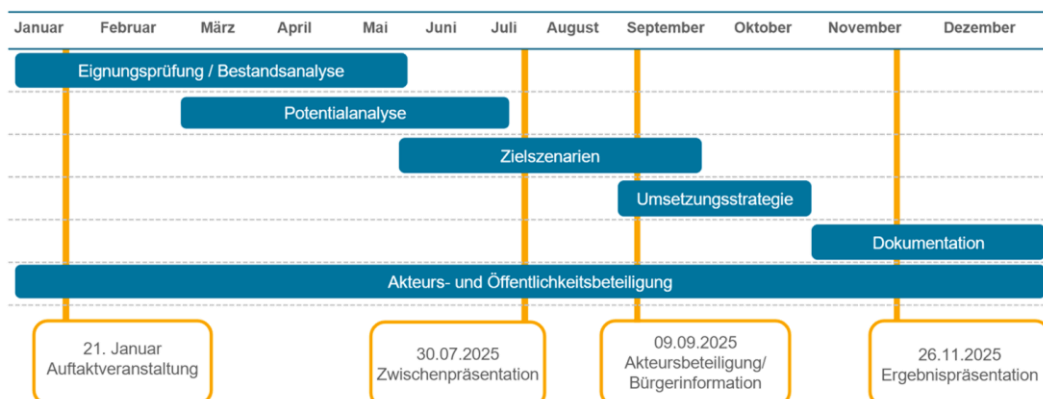 Januar Februar März April Mai Juni Juli August September Oktober November Dezember
Eignungsprüfung / Bestandsanalyse
Potentialanalyse
Zielszenarien
Umsetzungsstrategie
Dokumentation
Akteurs- und Öffentlichkeitsbeteiligung
21. Januar
Auftaktveranstaltung
30.07.2025
Zwischenpräsentation
09.09.2025
Akteursbeteiligung/
Bürgerinformation
26.11.2025
Ergebnispräsentation